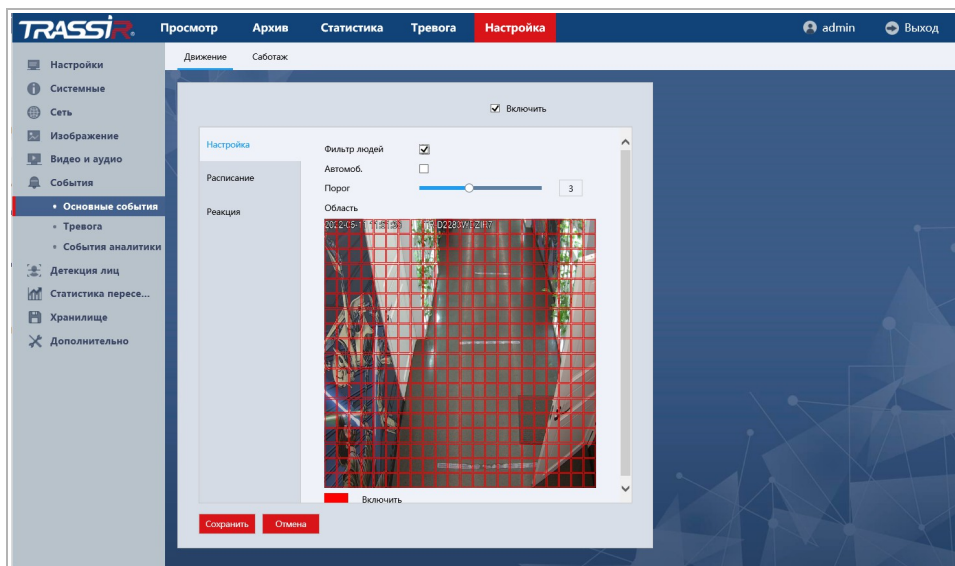 TRASSIR
Просмотр Архив Статистика Тревога Настройка admin Выход
Движение Саботаж
Настройки
Системные
Сеть
Изображение
Видео и аудио
События
Основные события
Тревога
События аналитики
Детекция лиц
Статистика пересе...
Хранилище
Дополнительно
Включить
Настройка
Расписание
Реакция
Фильтр людей
Автомоб.
Порог 3
Область
Включить
Сохранить Отмена